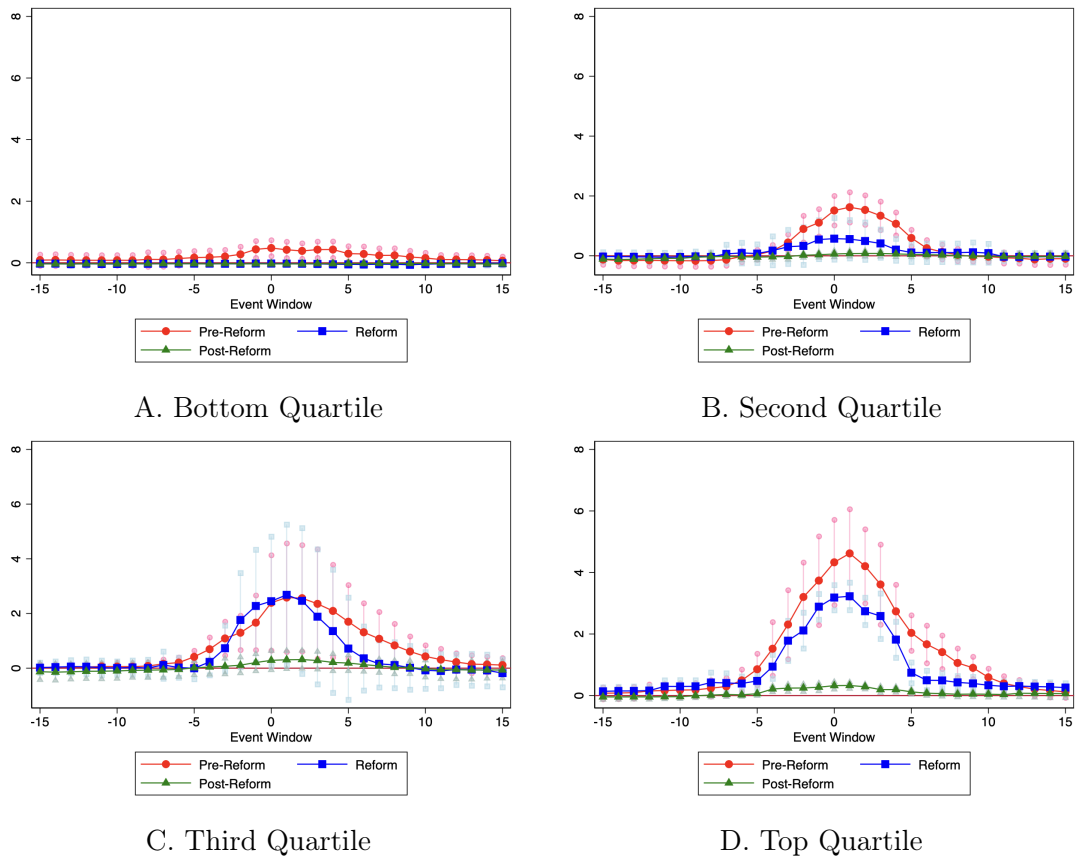 8
6
4
2
0
-15 -10 -5 0 5 10 15
Event Window
Pre-Reform Reform
Post-Reform
A. Bottom Quartile
8
6
4
2
0
-15 -10 -5 0 5 10 15
Event Window
Pre-Reform Reform
Post-Reform
B. Second Quartile
8
6
4
2
0
-15 -10 -5 0 5 10 15
Event Window
Pre-Reform Reform
Post-Reform
C. Third Quartile
8
6
4
2
0
-15 -10 -5 0 5 10 15
Event Window
Pre-Reform Reform
Post-Reform
D. Top Quartile